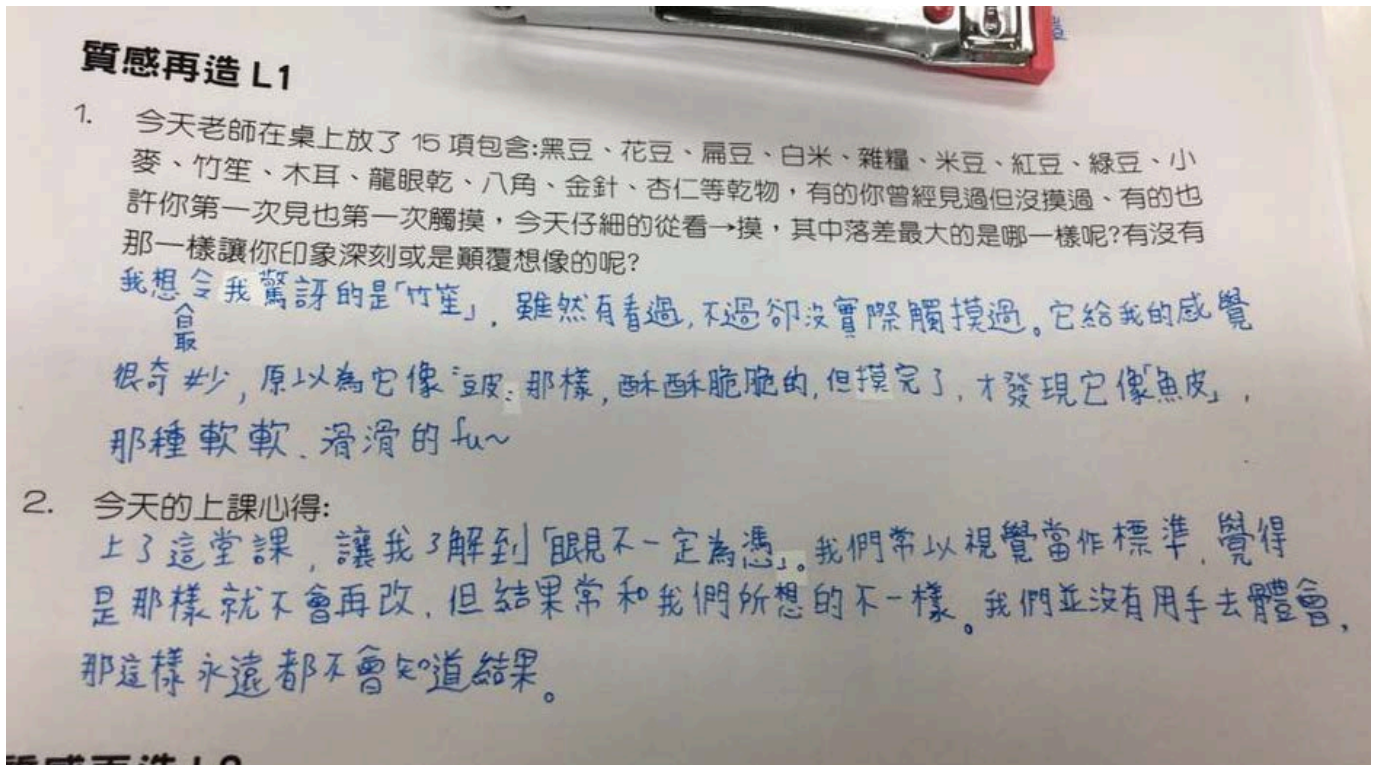 質感再造 L1
1. 今天老師在桌上放了 15 項包含:黑豆、花豆、扁豆、白米、雜糧、米豆、紅豆、綠豆、小
麥、竹笙、木耳、龍眼乾、八角、金針、杏仁等乾物,有的你曾經見過但沒摸過、有的也
許你第一次見也第一次觸摸,今天仔細的從看→摸,其中落差最大的是哪一樣呢?有沒有
那一樣讓你印象深刻或是顛覆想像的呢?
我想令我驚訝的是「竹笙」,雖然有看過,不過卻沒實際觸摸過。它給我的感覺
最
很奇妙,原以為它像「豆皮」那樣,酥酥脆脆的,但摸完了,才發現它像「魚皮」,
那種軟軟、滑滑的fu~
2. 今天的上課心得:
上了這堂課,讓我了解到「眼見不一定為憑」。我們常以視覺當作標準,覺得
是那樣就不會再改,但結果常和我們所想的不一樣。我們並沒有用手去體會,
那這樣永遠都不會知道結果。